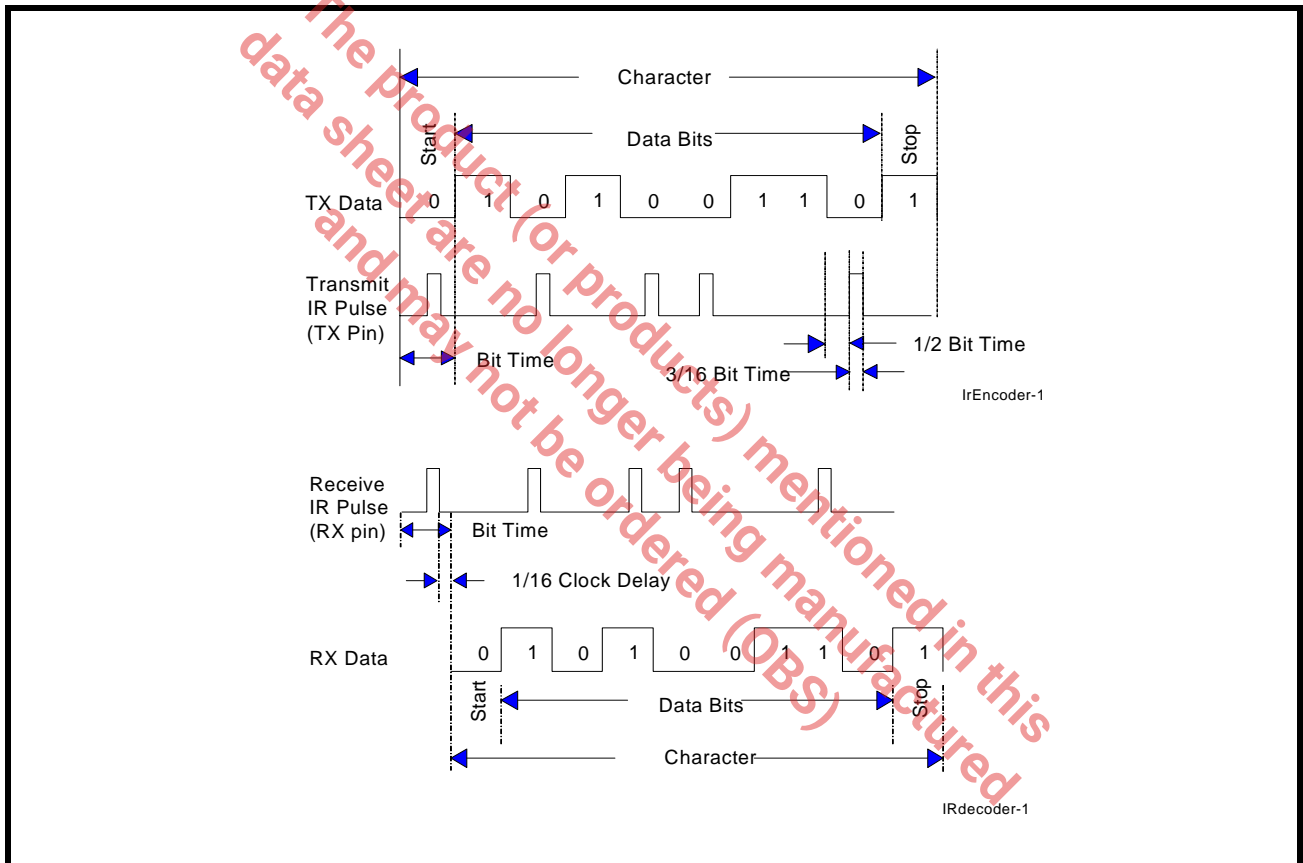 The product (or products) mentioned in this
data sheet are no longer being manufactured
and may not be ordered (OBS)
Character
Start
Data Bits
Stop
TX Data
0 1 0 1 0 0 1 1 0 1
Transmit
IR Pulse
(TX Pin)
Bit Time
1/2 Bit Time
3/16 Bit Time
IrEncoder-1
Receive
IR Pulse
(RX pin)
Bit Time
1/16 Clock Delay
RX Data
0 1 0 1 0 0 1 1 0 1
Start
Data Bits
Stop
Character
IRdecoder-1